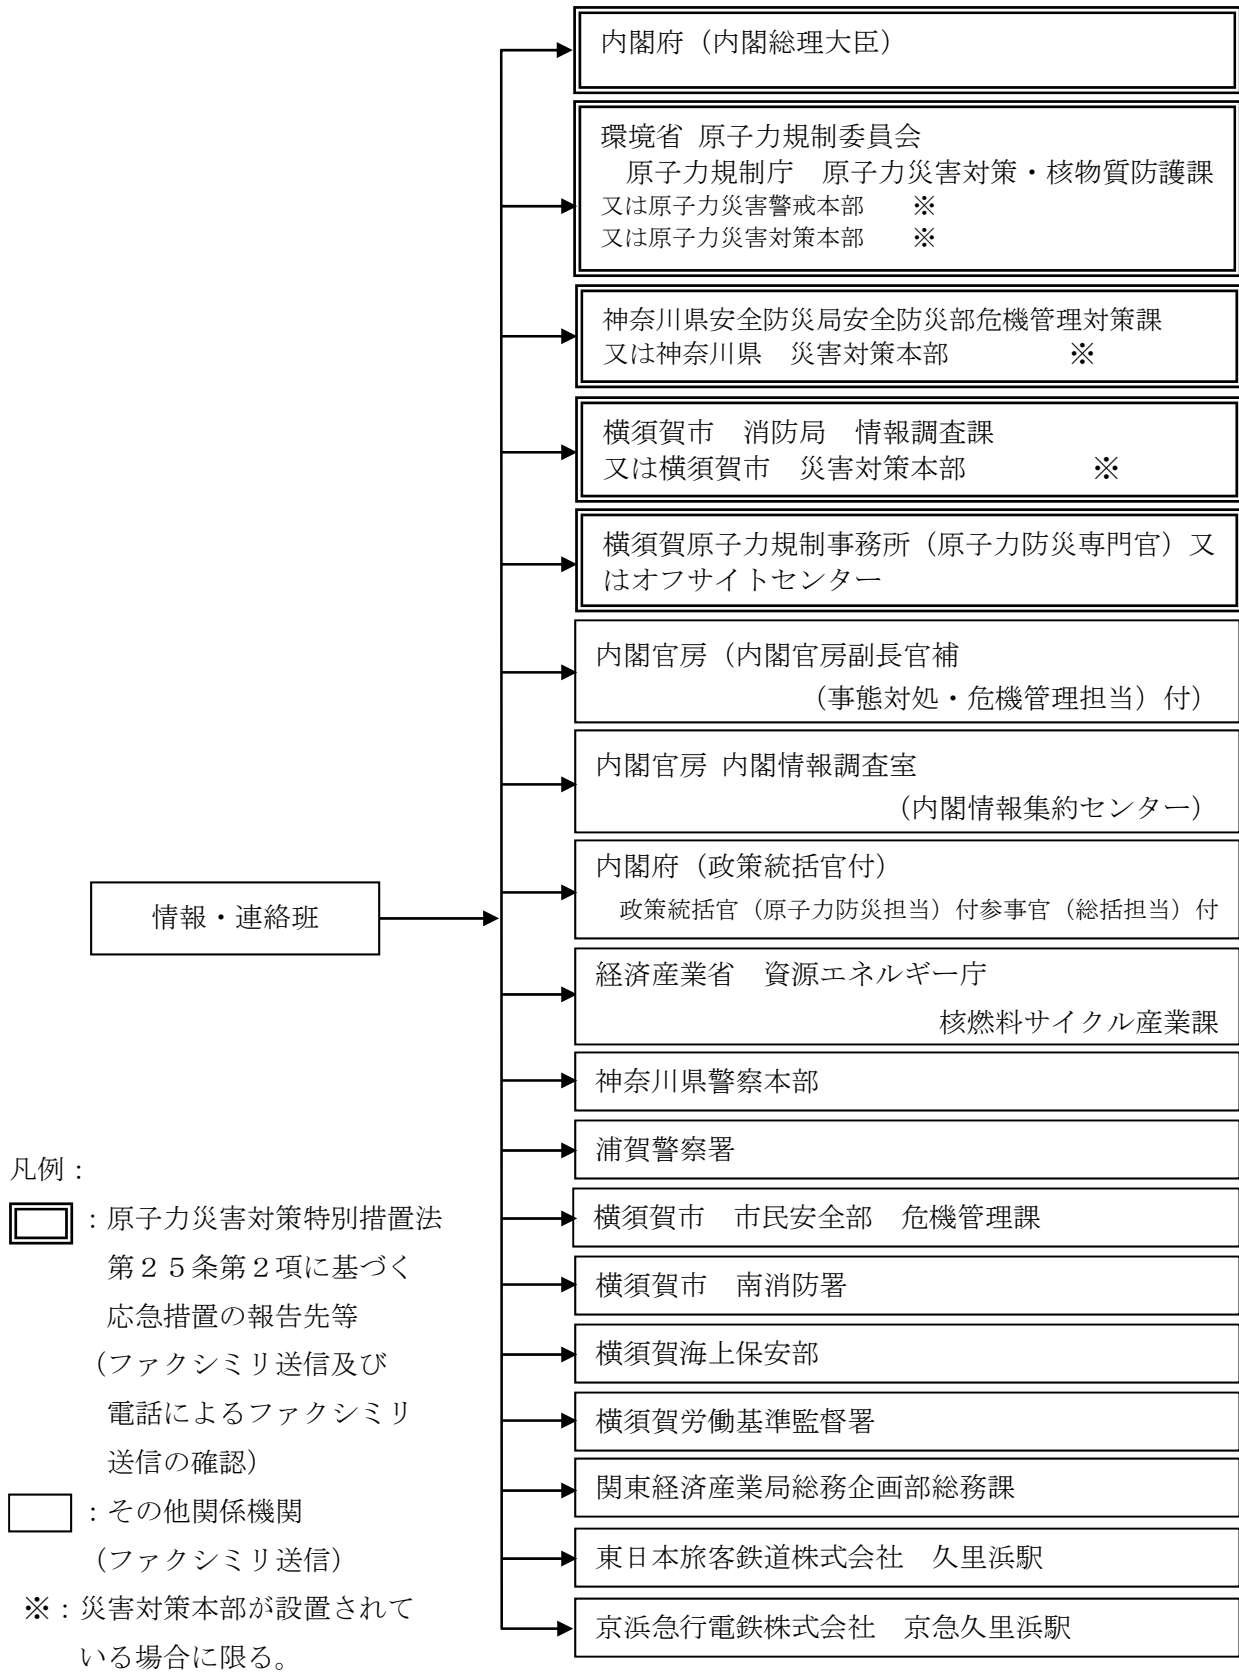 内閣府（内閣総理大臣）
環境省 原子力規制委員会
原子力規制庁　原子力災害対策・核物質防護課
又は原子力災害警戒本部　　※
又は原子力災害対策本部　　※
神奈川県安全防災局安全防災部危機管理対策課
又は神奈川県　災害対策本部　　　　※
横須賀市　消防局　情報調査課
又は横須賀市　災害対策本部　　　　※
横須賀原子力規制事務所（原子力防災専門官）又
はオフサイトセンター
内閣官房（内閣官房副長官補
（事態対処・危機管理担当）付）
内閣官房 内閣情報調査室
（内閣情報集約センター）
内閣府（政策統括官付）
政策統括官（原子力防災担当）付参事官（総括担当）付
情報・連絡班
経済産業省　資源エネルギー庁
核燃料サイクル産業課
神奈川県警察本部
浦賀警察署
横須賀市　市民安全部　危機管理課
横須賀市　南消防署
横須賀海上保安部
横須賀労働基準監督署
関東経済産業局総務企画部総務課
東日本旅客鉄道株式会社　久里浜駅
京浜急行電鉄株式会社　京急久里浜駅
凡例：
：原子力災害対策特別措置法
第２５条第２項に基づく
応急措置の報告先等
（ファクシミリ送信及び
電話によるファクシミリ
送信の確認）
：その他関係機関
（ファクシミリ送信）
※：災害対策本部が設置されて
いる場合に限る。